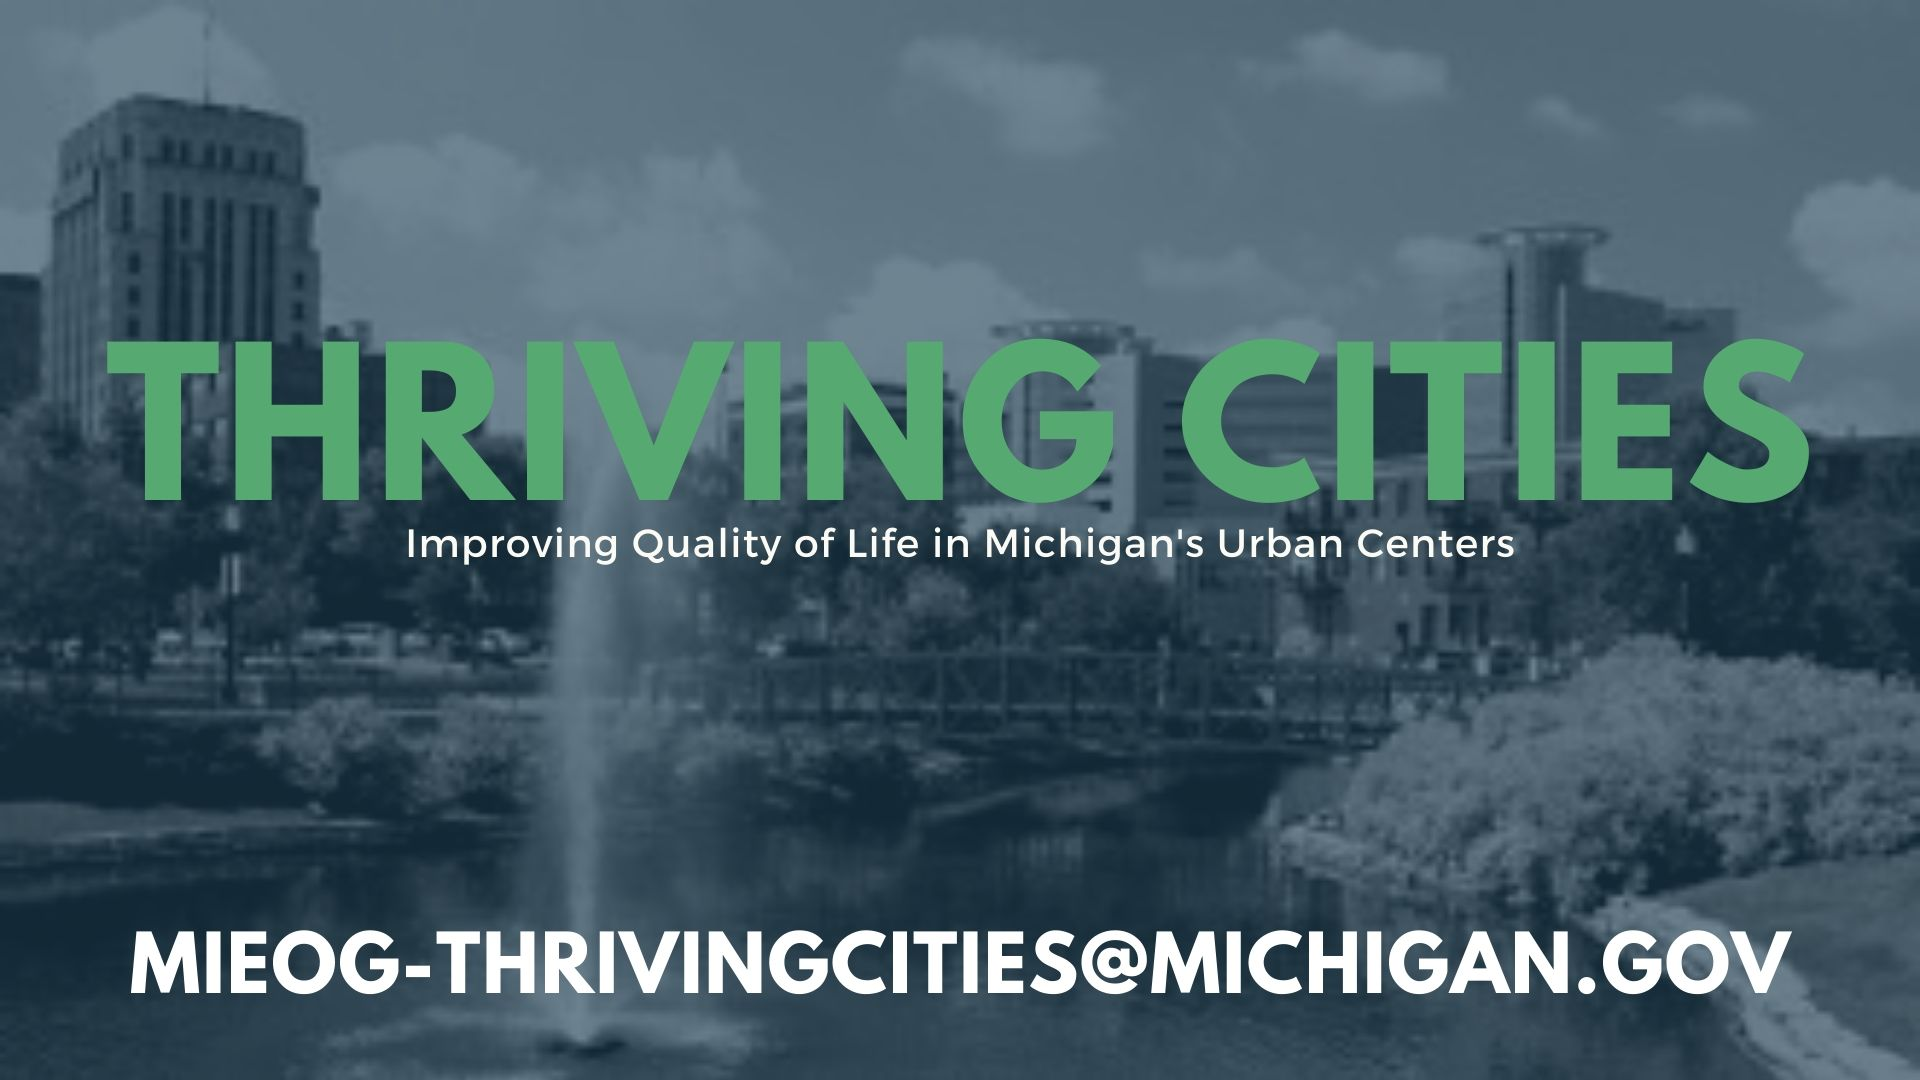 THRIVING CITIES
Improving Quality of Life in Michigan's Urban Centers
MIEOG-THRIVINGCITIES@MICHIGAN.GOV